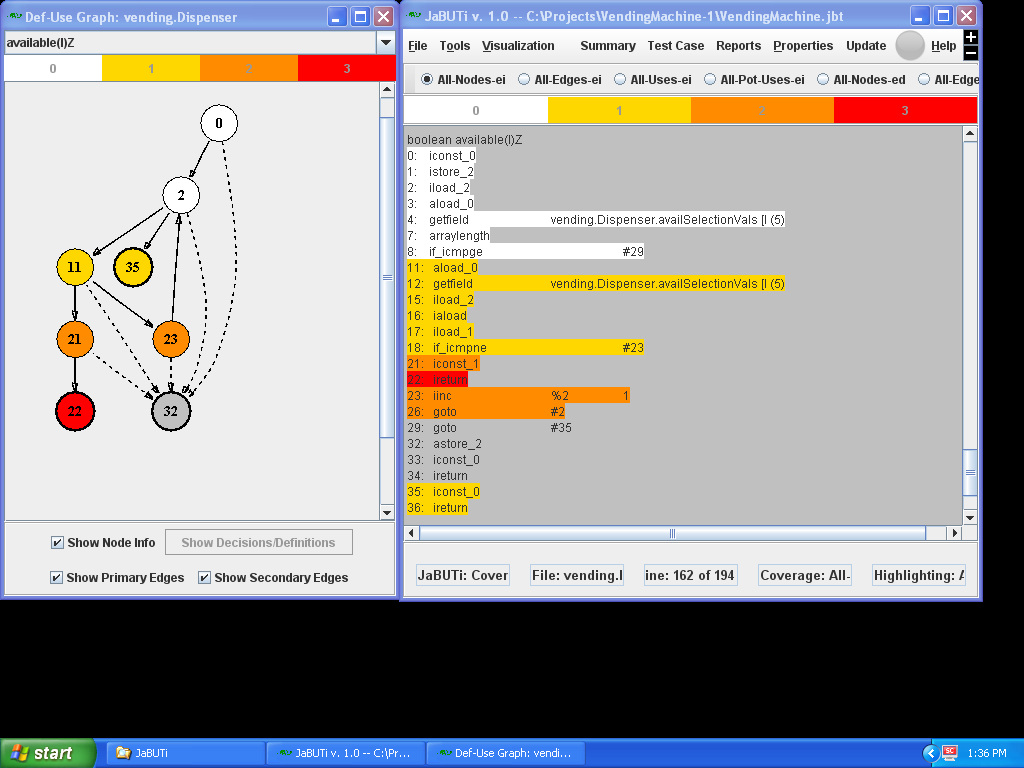 Def-Use Graph: vending.Dispenser
available(I)Z
0 1 2 3
0
2
11 35
21 23
22 32
Show Node Info Show Decisions/Definitions
Show Primary Edges Show Secondary Edges
JaBUTi v. 1.0 -- C:\Projects\VendingMachine-1\VendingMachine.jbt
File Tools Visualization Summary Test Case Reports Properties Update Help
All-Nodes-ei All-Edges-ei All-Uses-ei All-Pot-Uses-ei All-Nodes-ed All-Edge
0 1 2 3
boolean available(I)Z
0: iconst_0
1: istore_2
2: iload_2
3: aload_0
4: getfield vending.Dispenser.availSelectionVals [I (5)
7: arraylength
8: if_icmpge #29
11: aload_0
12: getfield vending.Dispenser.availSelectionVals [I (5)
15: iload_2
16: iaload
17: iload_1
18: if_icmpne #23
21: iconst_1
22: ireturn
23: iinc %2 1
26: goto #2
29: goto #35
32: astore_2
33: iconst_0
34: ireturn
35: iconst_0
36: ireturn
JaBUTi: Cover File: vending.I ine: 162 of 194 Coverage: All- Highlighting: A
start JaBUTi JaBUTi v. 1.0 -- C:\Pr... Def-Use Graph: vendi... 1:36 PM